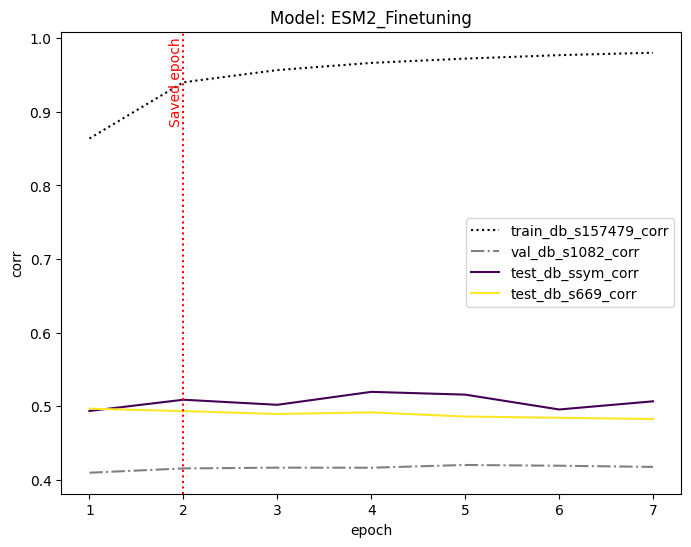 Model: ESM2_Finetuning
1.0
0.9
0.8
0.7
0.6
0.5
0.4
corr
Saved epoch
train_db_s157479_corr
val_db_s1082_corr
test_db_ssym_corr
test_db_s669_corr
1 2 3 4 5 6 7
epoch